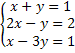 x + y = 1
2x − y = 2
x − 3y = 1